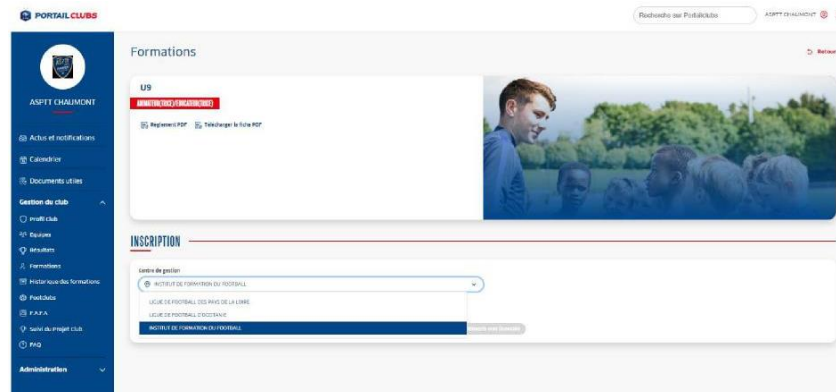 PORTAIL CLUBS
Recherche sur Portailclubs
ASPTT CHAUMONT
ASPTT CHAUMONT
Actus et notifications
Calendrier
Documents utiles
Gestion du club
Profil Club
Equipes
Résultats
Formations
Historique des formations
Footclubs
F.A.F.A
Suivi du Projet Club
FAQ
Administration
Formations
Retour
U9
ANIMATEUR(TRICE)/EDUCATEUR(TRICE)
Règlement PDF
Télécharger la fiche PDF
INSCRIPTION
Centre de gestion
INSTITUT DE FORMATION DU FOOTBALL
LIGUE DE FOOTBALL DES PAYS DE LA LOIRE
LIGUE DE FOOTBALL D'OCCITANIE
INSTITUT DE FORMATION DU FOOTBALL